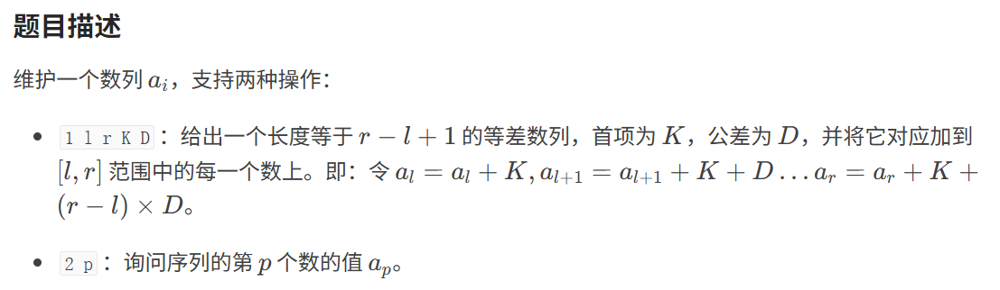 题目描述
维护一个数列 $a_i$，支持两种操作：
• 1 l r K D：给出一个长度等于 $r-l+1$ 的等差数列，首项为 $K$，公差为 $D$，并将它对应加到
$[l,r]$ 范围中的每一个数上。即：令 $a_l=a_l+K,a_{l+1}=a_{l+1}+K+D\ldots a_r=a_r+K+$
$(r-l)\times D$。
• 2 p：询问序列的第 $p$ 个数的值 $a_p$。